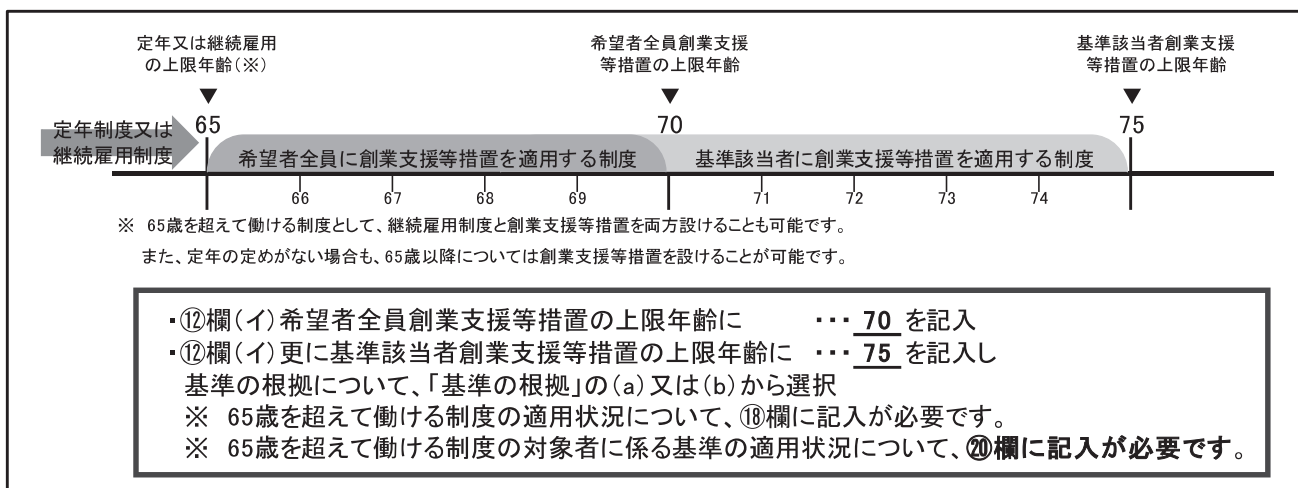 定年又は継続雇用
の上限年齢(※)
希望者全員創業支援
等措置の上限年齢
基準該当者創業支援
等措置の上限年齢
▼ ▼ ▼
65 70 75
定年制度又は
継続雇用制度
希望者全員に創業支援等措置を適用する制度 基準該当者に創業支援等措置を適用する制度
66 67 68 69 71 72 73 74
※ 65歳を超えて働ける制度として、継続雇用制度と創業支援等措置を両方設けることも可能です。
また、定年の定めがない場合も、65歳以降については創業支援等措置を設けることが可能です。
・⑫欄(イ)希望者全員創業支援等措置の上限年齢に ・・・ 70 を記入
・⑫欄(イ)更に基準該当者創業支援等措置の上限年齢に ・・・ 75 を記入し
基準の根拠について、「基準の根拠」の(a)又は(b)から選択
※ 65歳を超えて働ける制度の適用状況について、⑱欄に記入が必要です。
※ 65歳を超えて働ける制度の対象者に係る基準の適用状況について、⑳欄に記入が必要です。